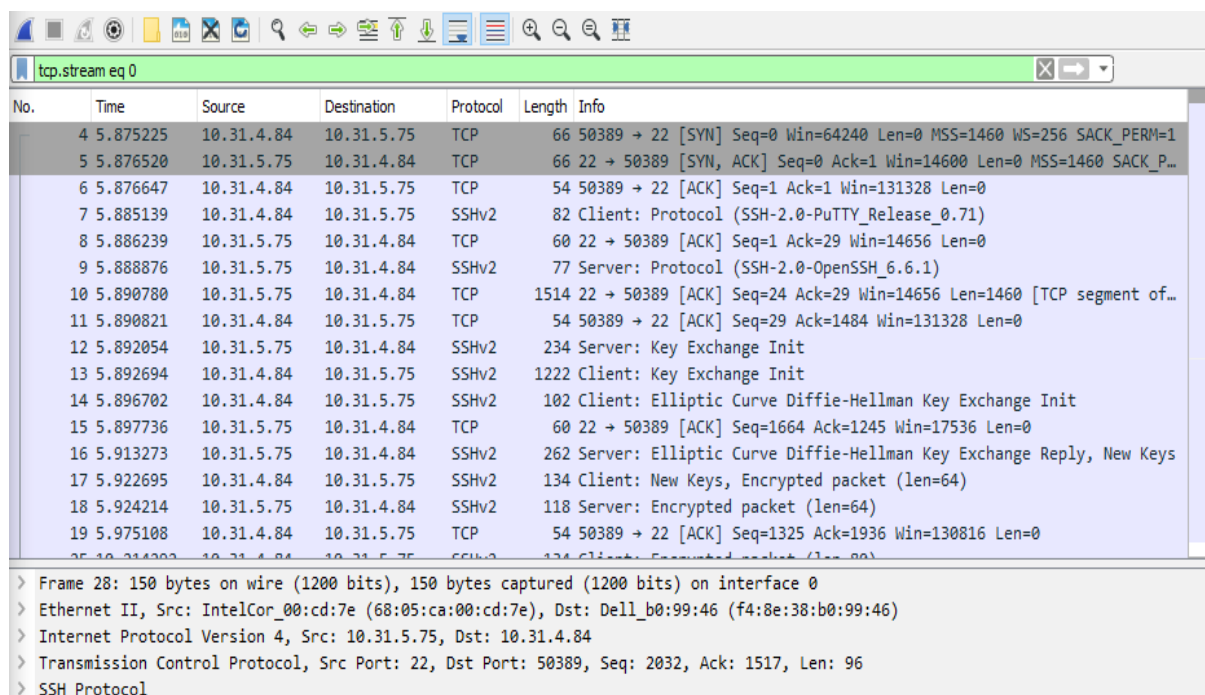 tcp.stream eq 0
No. Time Source Destination Protocol Length Info
4 5.875225 10.31.4.84 10.31.5.75 TCP 66 50389 → 22 [SYN] Seq=0 Win=64240 Len=0 MSS=1460 WS=256 SACK_PERM=1
5 5.876520 10.31.5.75 10.31.4.84 TCP 66 22 → 50389 [SYN, ACK] Seq=0 Ack=1 Win=14600 Len=0 MSS=1460 SACK_P…
6 5.876647 10.31.4.84 10.31.5.75 TCP 54 50389 → 22 [ACK] Seq=1 Ack=1 Win=131328 Len=0
7 5.885139 10.31.4.84 10.31.5.75 SSHv2 82 Client: Protocol (SSH-2.0-PuTTY_Release_0.71)
8 5.886239 10.31.5.75 10.31.4.84 TCP 60 22 → 50389 [ACK] Seq=1 Ack=29 Win=14656 Len=0
9 5.888876 10.31.5.75 10.31.4.84 SSHv2 77 Server: Protocol (SSH-2.0-OpenSSH_6.6.1)
10 5.890780 10.31.5.75 10.31.4.84 TCP 1514 22 → 50389 [ACK] Seq=24 Ack=29 Win=14656 Len=1460 [TCP segment of…
11 5.890821 10.31.4.84 10.31.5.75 TCP 54 50389 → 22 [ACK] Seq=29 Ack=1484 Win=131328 Len=0
12 5.892054 10.31.5.75 10.31.4.84 SSHv2 234 Server: Key Exchange Init
13 5.892694 10.31.4.84 10.31.5.75 SSHv2 1222 Client: Key Exchange Init
14 5.896702 10.31.4.84 10.31.5.75 SSHv2 102 Client: Elliptic Curve Diffie-Hellman Key Exchange Init
15 5.897736 10.31.5.75 10.31.4.84 TCP 60 22 → 50389 [ACK] Seq=1664 Ack=1245 Win=17536 Len=0
16 5.913273 10.31.5.75 10.31.4.84 SSHv2 262 Server: Elliptic Curve Diffie-Hellman Key Exchange Reply, New Keys
17 5.922695 10.31.4.84 10.31.5.75 SSHv2 134 Client: New Keys, Encrypted packet (len=64)
18 5.924214 10.31.5.75 10.31.4.84 SSHv2 118 Server: Encrypted packet (len=64)
19 5.975108 10.31.4.84 10.31.5.75 TCP 54 50389 → 22 [ACK] Seq=1325 Ack=1936 Win=130816 Len=0
Frame 28: 150 bytes on wire (1200 bits), 150 bytes captured (1200 bits) on interface 0
Ethernet II, Src: IntelCor_00:cd:7e (68:05:ca:00:cd:7e), Dst: Dell_b0:99:46 (f4:8e:38:b0:99:46)
Internet Protocol Version 4, Src: 10.31.5.75, Dst: 10.31.4.84
Transmission Control Protocol, Src Port: 22, Dst Port: 50389, Seq: 2032, Ack: 1517, Len: 96
SSH Protocol